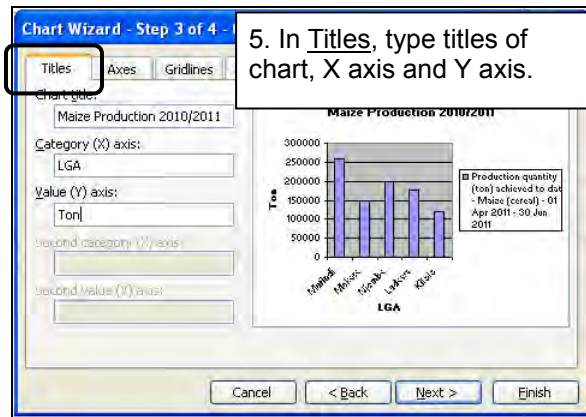 Chart Wizard - Step 3 of 4 -
5. In Titles, type titles of
chart, X axis and Y axis.
Titles
Axes
Gridlines
Chart title:
Maize Production 2010/2011
Category (X) axis:
LGA
Value (Y) axis:
Ton
Second category (X) axis:
Second value (Y) axis:
Maize Production 2010/2011
300000
250000
200000
150000
100000
50000
0
Ton
Njombe
Ludewa
Kilolo
LGA
Production quantity
(ton) achieved to dat
- Maize (cereal) - 01
Apr 2011 - 30 Jun
2011
Cancel
< Back
Next >
Finish